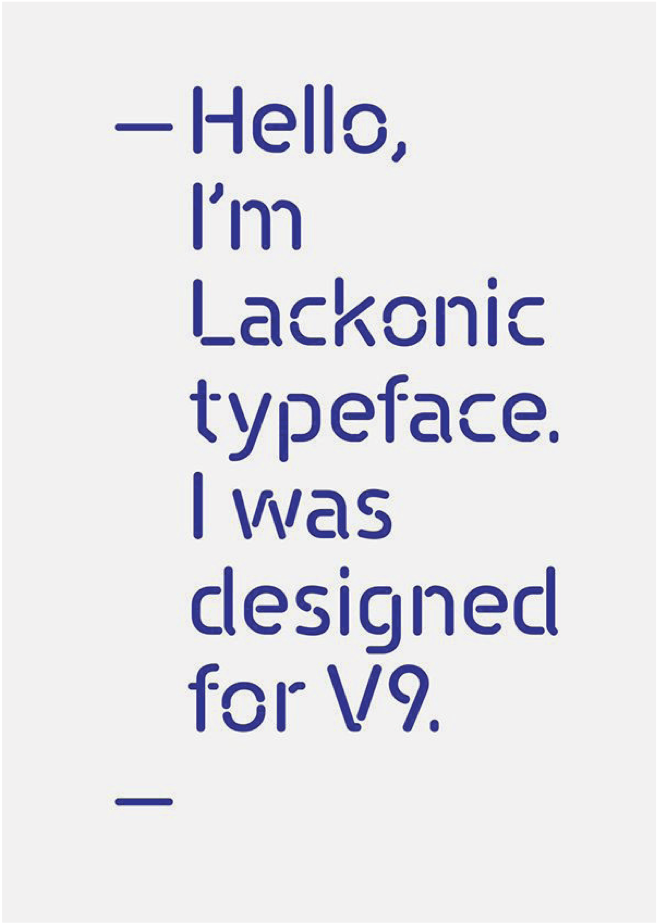 — Hello,
I’m
Lackonic
typeface.
I was
designed
for V9.
—